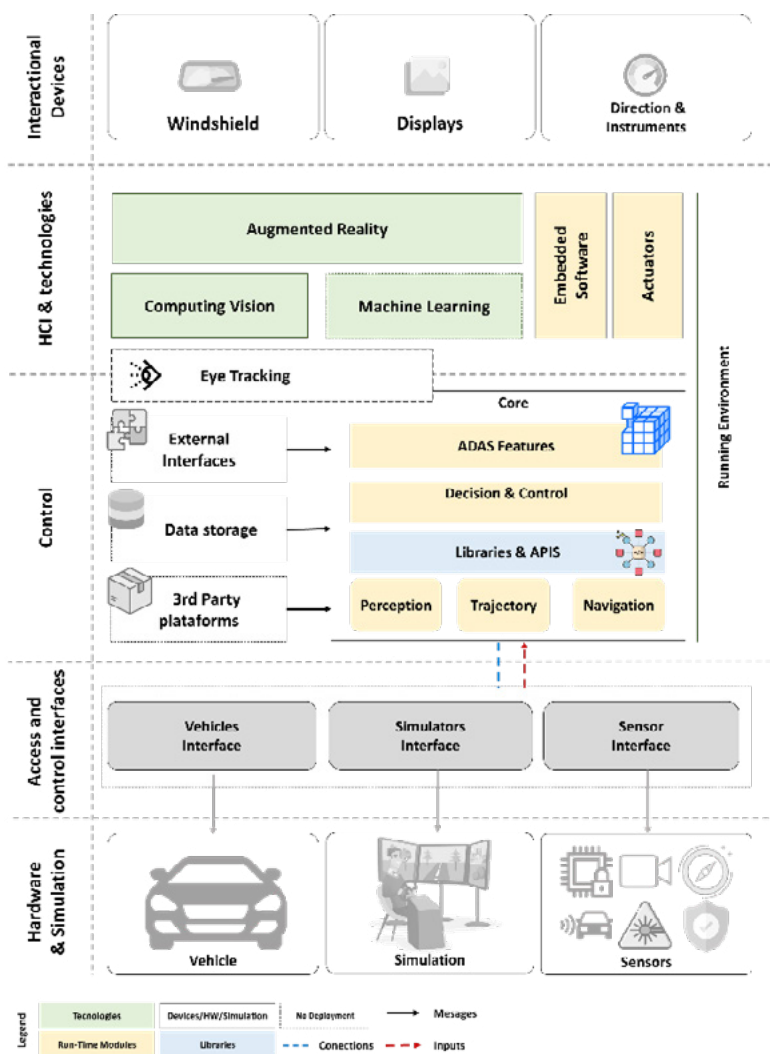 Interactional
Devices
Windshield
Displays
Direction &
Instruments
HCI & technologies
Augmented Reality
Computing Vision
Machine Learning
Embedded
Software
Actuators
Running Environment
Eye Tracking
Control
Core
External
Interfaces
ADAS Features
Decision & Control
Data storage
Libraries & APIS
3rd Party
plataforms
Perception
Trajectory
Navigation
Access and
control interfaces
Vehicles
Interface
Simulators
Interface
Sensor
Interface
Hardware
& Simulation
Vehicle
Simulation
Sensors
Legend
Tecnologies
Devices/HW/Simulation
No Deployment
Mesages
Run-Time Modules
Libraries
Conections
Inputs